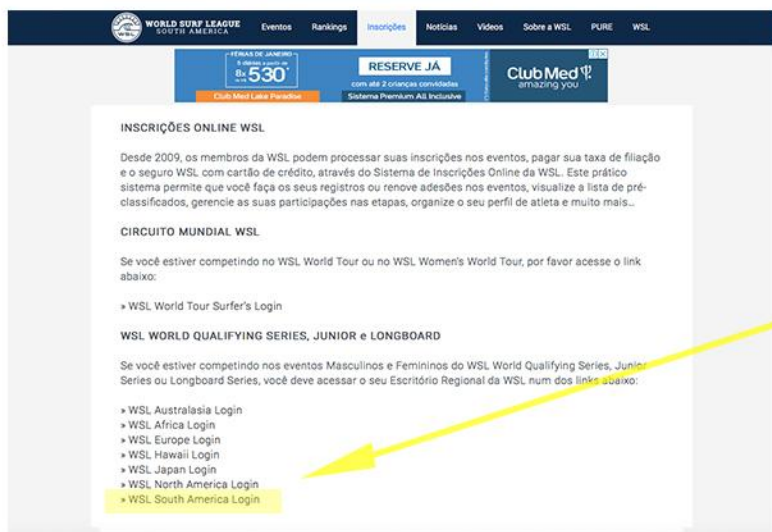 WORLD SURF LEAGUE
SOUTH AMERICA
WSL
Eventos Rankings Inscrições Notícias Videos Sobre a WSL PURE WSL
FÉRIAS DE JANEIRO
8x 530
Club Med Lake Paradise
RESERVE JÁ
com até 2 crianças convidadas
Sistema Premium All Inclusive
Club Med
amazing you
INSCRIÇÕES ONLINE WSL
Desde 2009, os membros da WSL podem processar suas inscrições nos eventos, pagar sua taxa de filiação
e o seguro WSL com cartão de crédito, através do Sistema de Inscrições Online da WSL. Este prático
sistema permite que você faça os seus registros ou renove adesões nos eventos, visualize a lista de pré-
classificados, gerencie as suas participações nas etapas, organize o seu perfil de atleta e muito mais...
CIRCUITO MUNDIAL WSL
Se você estiver competindo no WSL World Tour ou no WSL Women's World Tour, por favor acesse o link
abaixo:
» WSL World Tour Surfer's Login
WSL WORLD QUALIFYING SERIES, JUNIOR e LONGBOARD
Se você estiver competindo nos eventos Masculinos e Femininos do WSL World Qualifying Series, Junior
Series ou Longboard Series, você deve acessar o seu Escritório Regional da WSL num dos links abaixo:
» WSL Australasia Login
» WSL Africa Login
» WSL Europe Login
» WSL Hawaii Login
» WSL Japan Login
» WSL North America Login
» WSL South America Login